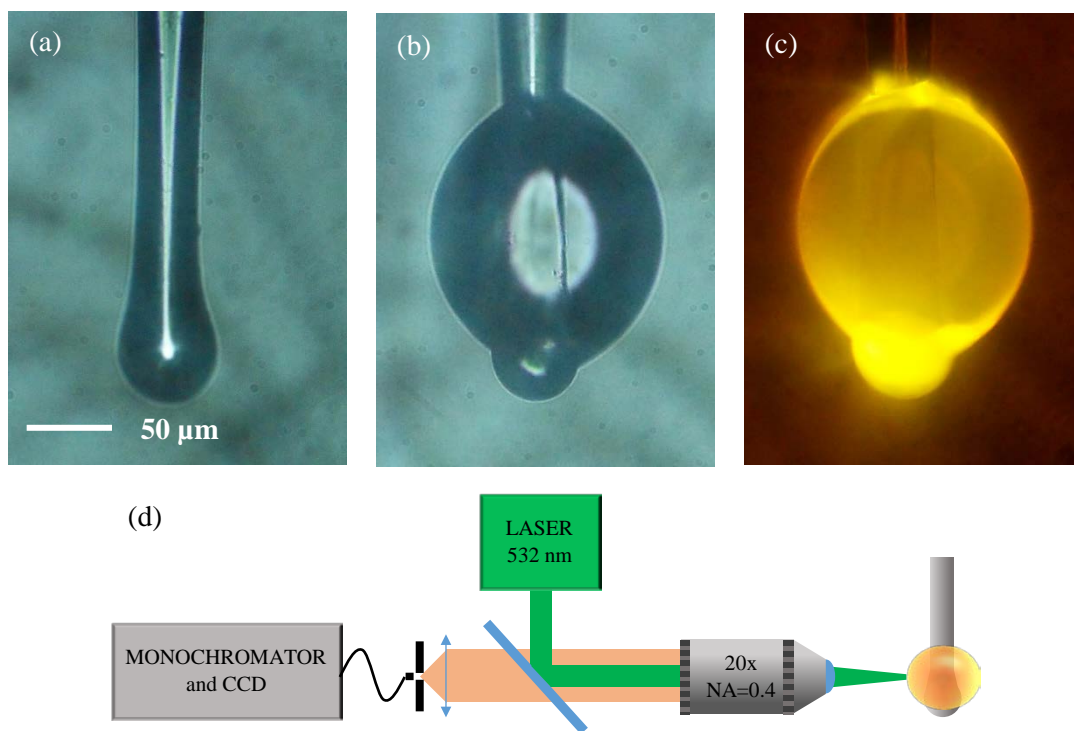 (a)
(b)
(c)
50 µm
(d)
LASER
532 nm
MONOCHROMATOR
and CCD
20x
NA=0.4